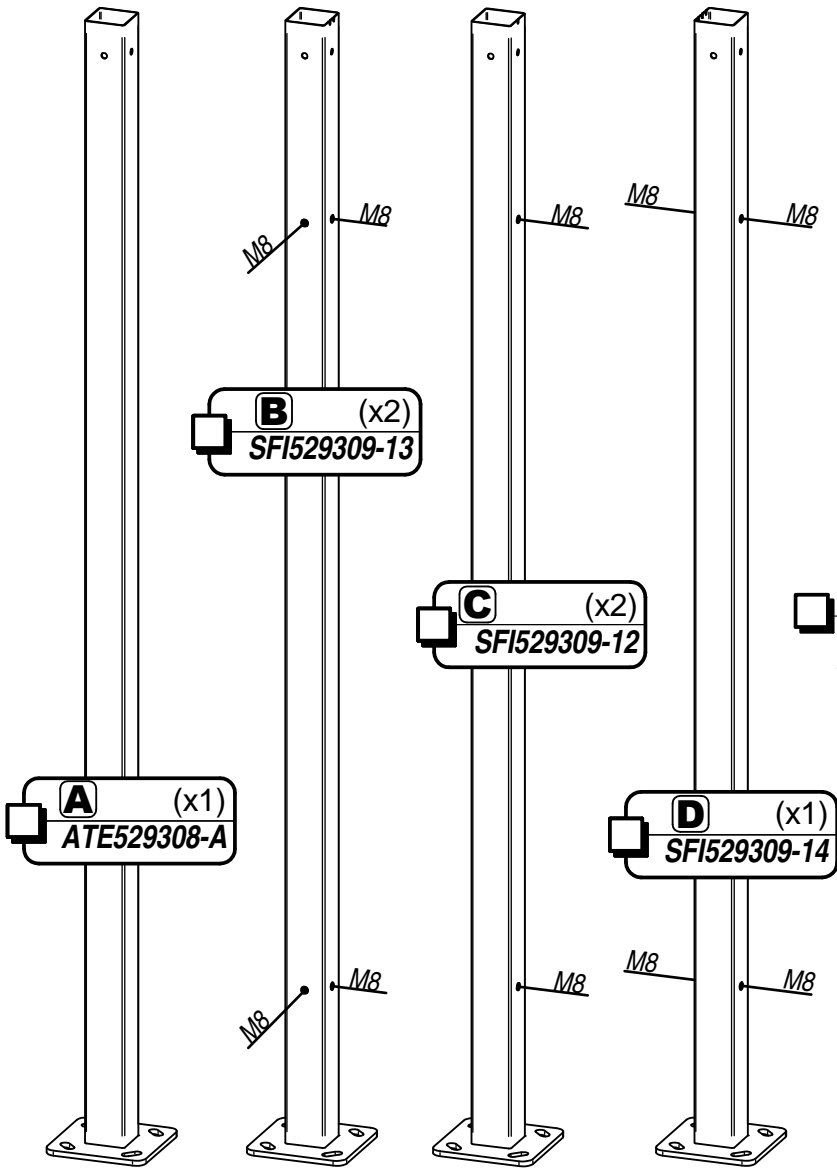 M8
M8
M8
M8
M8
B (x2)
SFI529309-13
C (x2)
SFI529309-12
A (x1)
ATE529308-A
D (x1)
SFI529309-14
M8
M8
M8
M8
M8